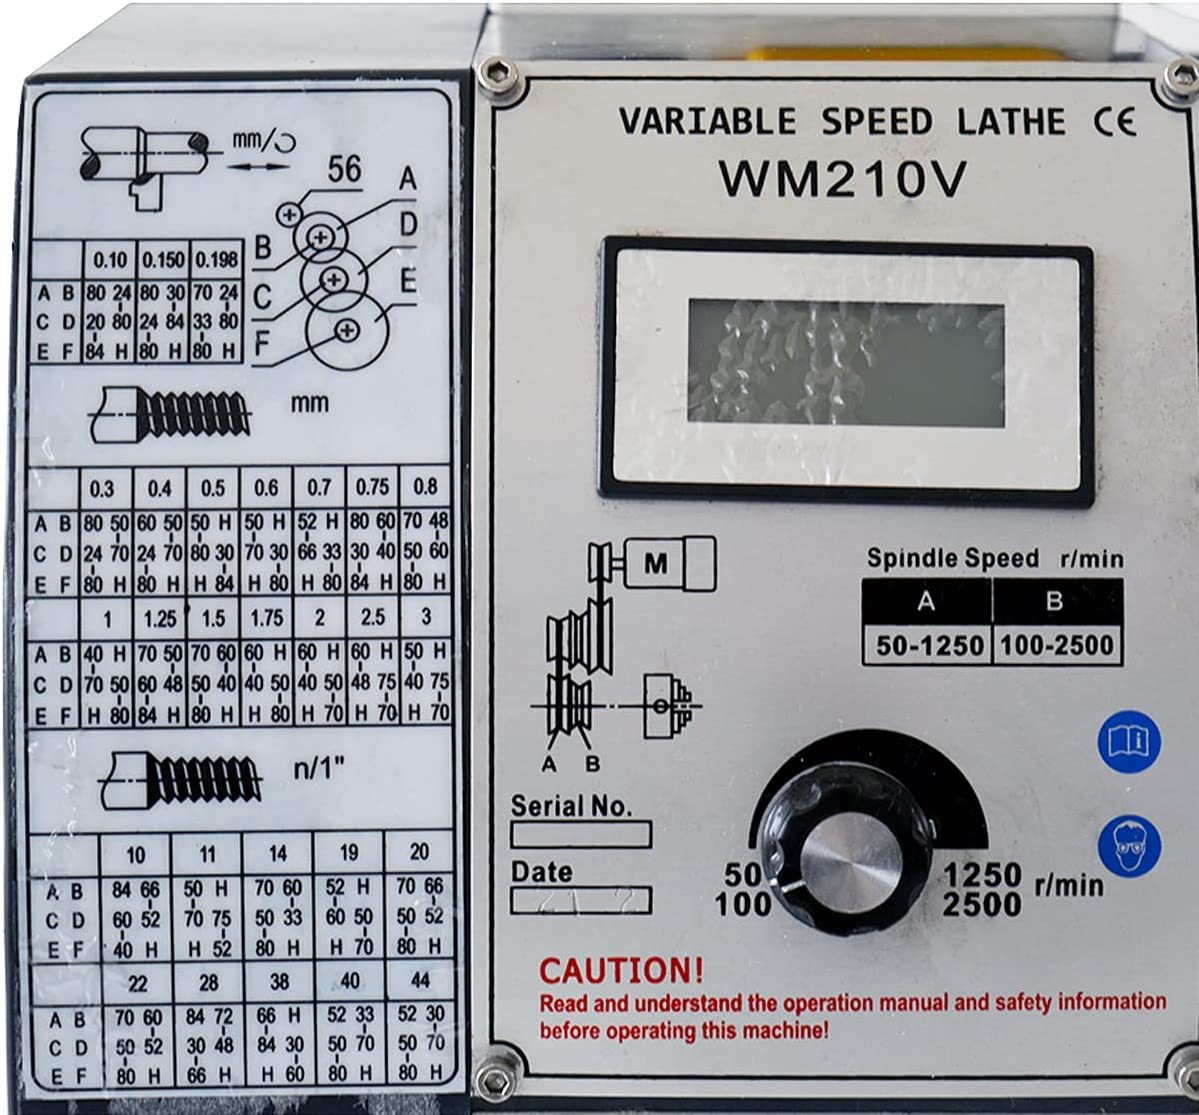 mm/
56
A
D
B
E
C
F
0.10 0.150 0.198
A B 80 24 80 30 70 24
C D 20 80 24 84 33 80
E F 84 H 80 H 80 H
mm
0.3 0.4 0.5 0.6 0.7 0.75 0.8
A B 80 50 60 50 50 H 50 H 52 H 80 60 70 48
C D 24 70 24 70 80 30 70 30 66 33 30 40 50 60
E F 80 H 80 H H 84 H 80 H 80 84 H 80 H
1 1.25 1.5 1.75 2 2.5 3
A B 40 H 70 50 70 60 60 H 60 H 60 H 50 H
C D 70 50 60 48 50 40 40 50 40 50 48 75 40 75
E F H 80 84 H 80 H H 80 H 70 H 70 H 70
n/1"
10 11 14 19 20
A B 84 66 50 H 70 60 52 H 70 66
C D 60 52 70 75 50 33 60 50 50 52
E F 40 H H 52 80 H H 70 80 H
22 28 38 40 44
A B 70 60 84 72 66 H 52 33 52 30
C D 50 52 30 48 84 30 50 70 50 70
E F 80 H 66 H H 60 80 H 80 H
VARIABLE SPEED LATHE CE
WM210V
M
A B
Spindle Speed r/min
A B
50-1250 100-2500
Serial No.
Date
21 2
50 1250
100 2500
r/min
i
CAUTION!
Read and understand the operation manual and safety information
before operating this machine!